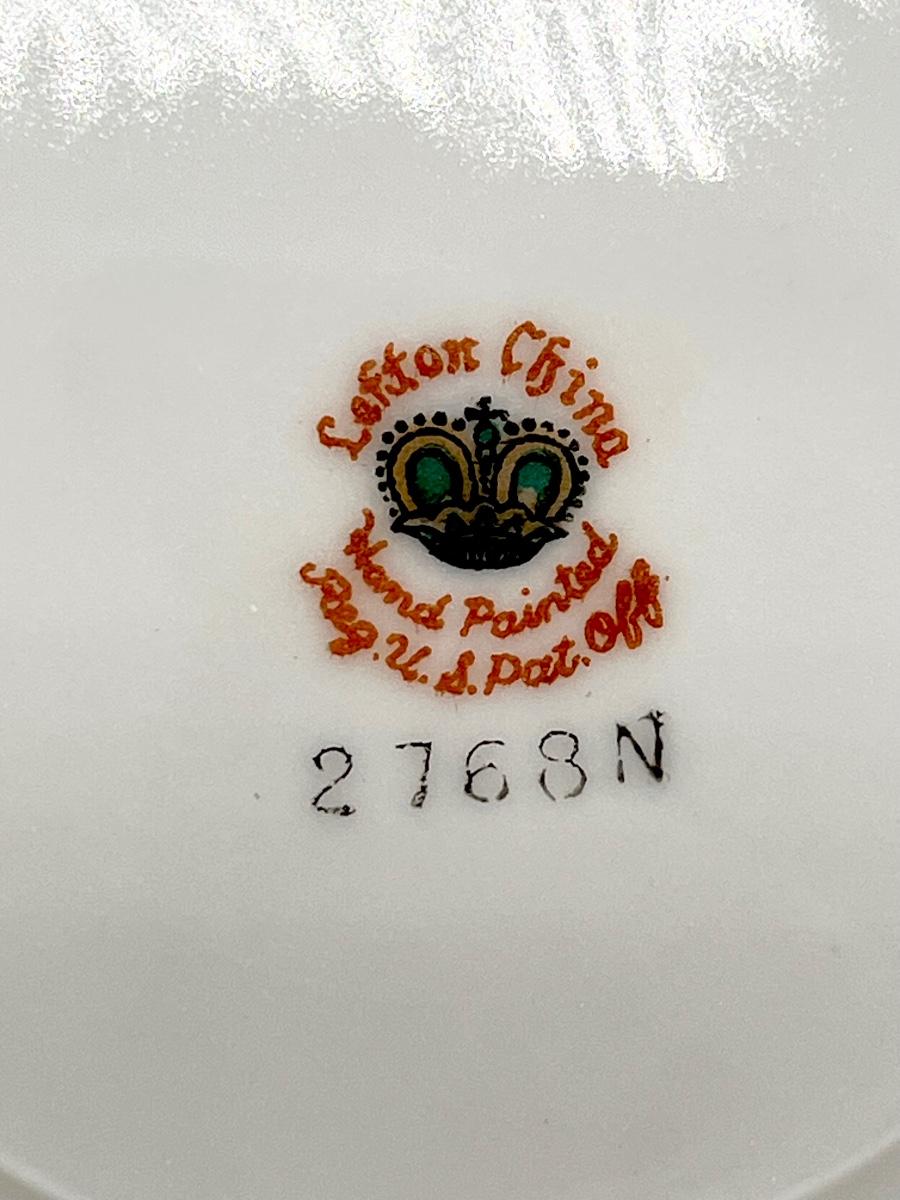 Lefton China
Hand Painted
Reg. U.S. Pat. Off.
2768N